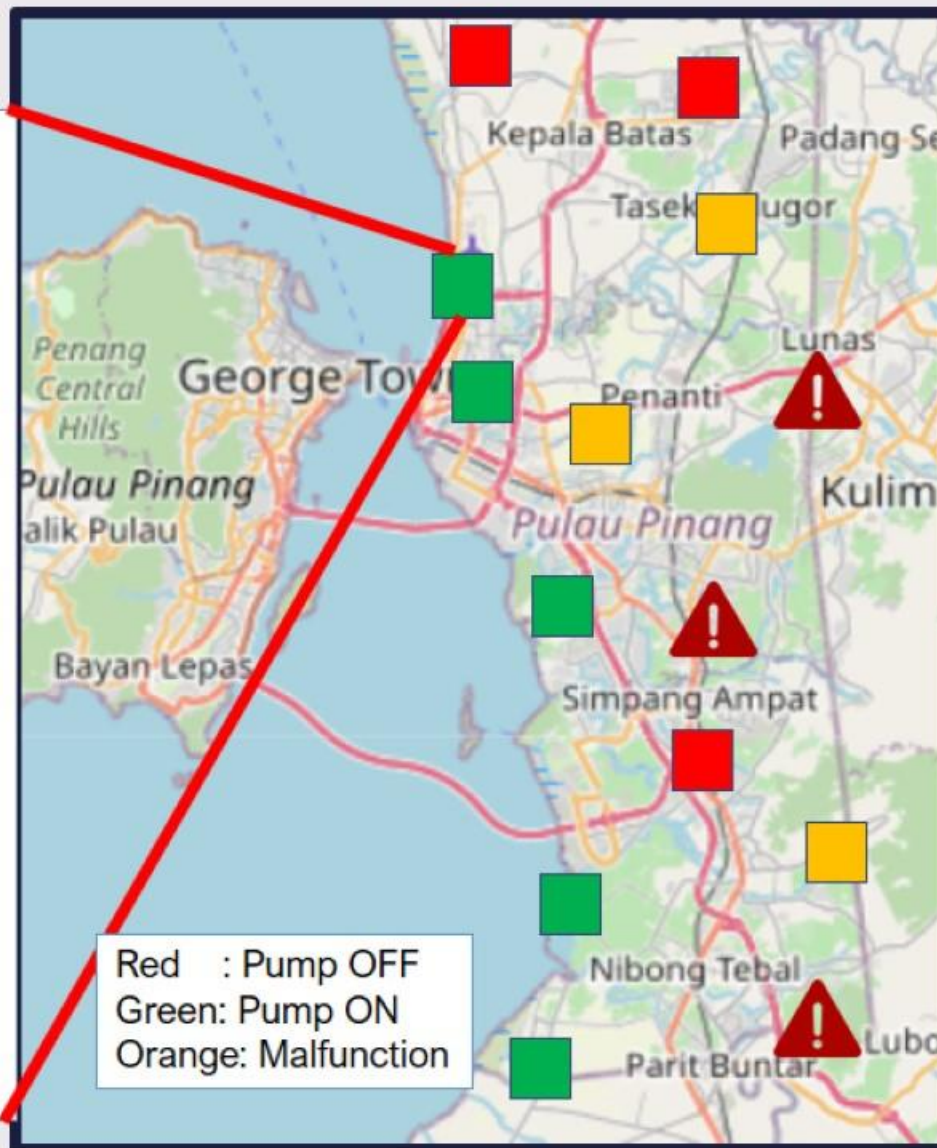 Kepala Batas
Padang Se
Tasek lugor
Lunas
Penang
Central
Hills
George Tow
Penanti
Pulau Pinang
alik Pulau
Kulim
Pulau Pinang
Bayan Lepas
Simpang Ampat
Red : Pump OFF
Green: Pump ON
Orange: Malfunction
Nibong Tebal
Lubo
Parit Buntar